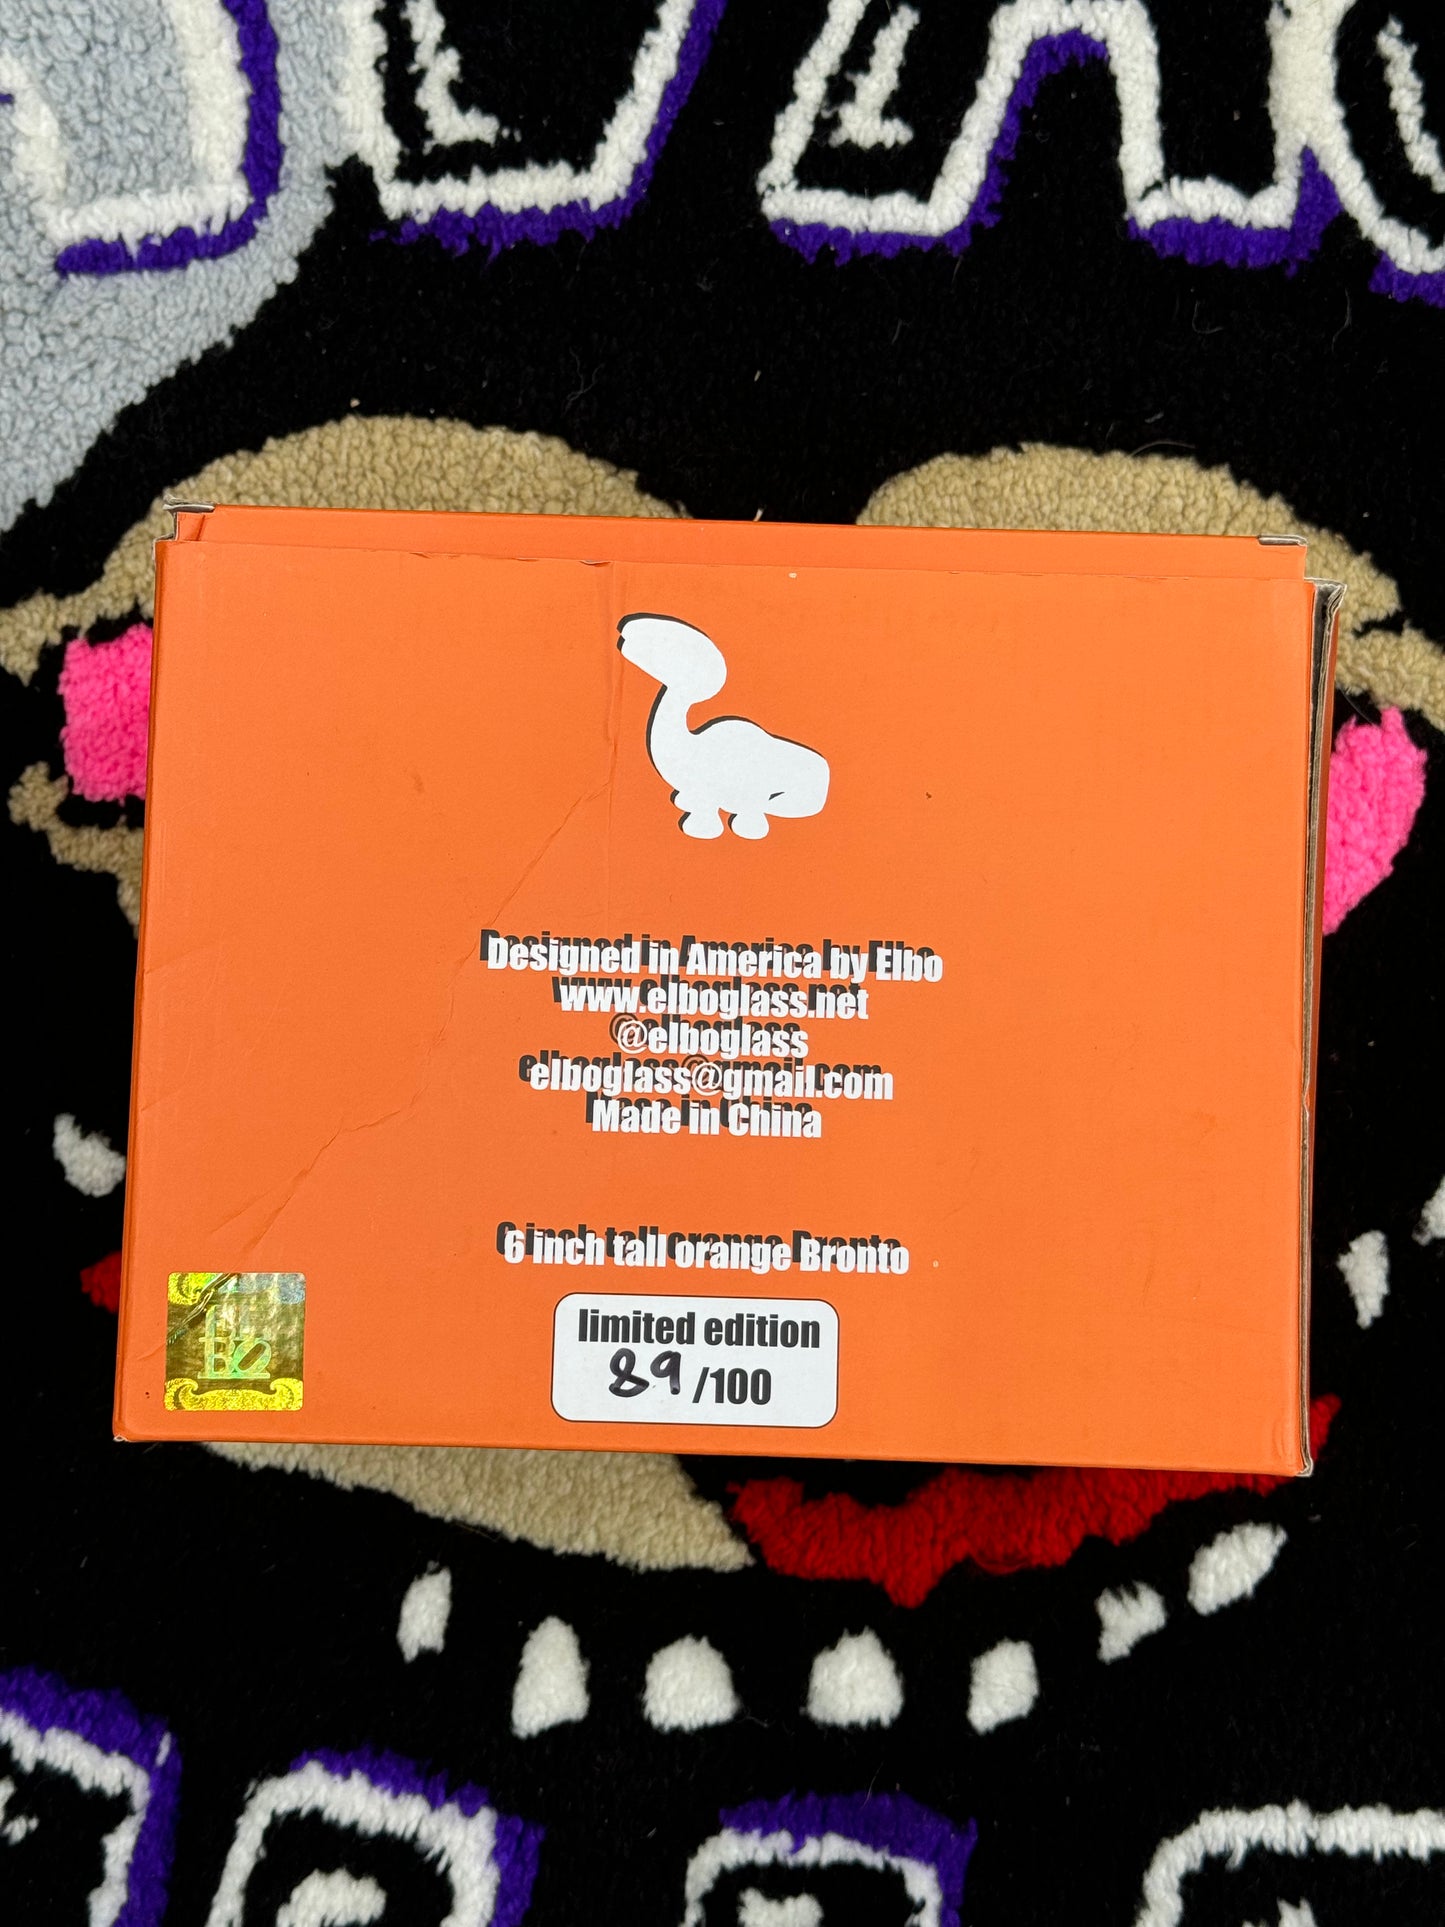 Designed in America by Elbo
www.elboglass.net
@elboglass
elboglass@gmail.com
Made in China
6 inch tall orange Bronto
limited edition
89 /100